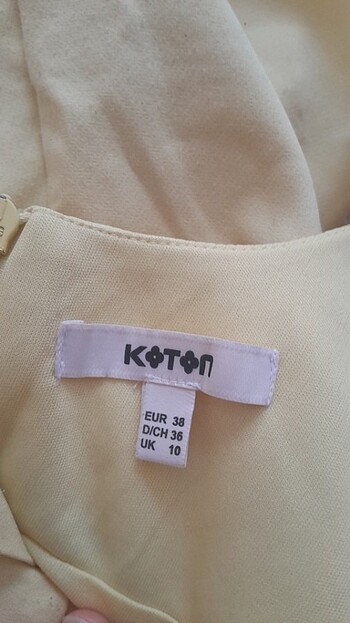 KOTON
EUR 38
D/CH 36
UK 10